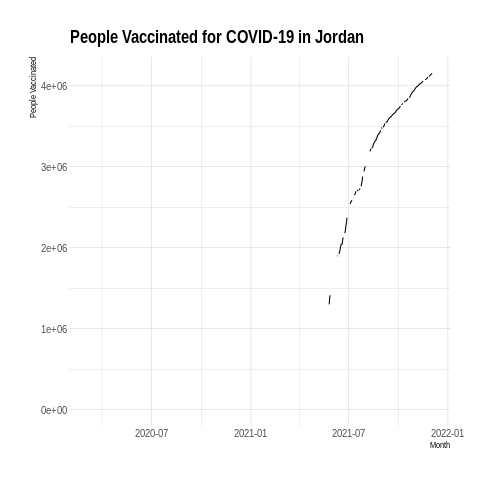 People Vaccinated for COVID-19 in Jordan
People Vaccinated
4e+06
3e+06
2e+06
1e+06
0e+00
2020-07 2021-01 2021-07 2022-01
Month